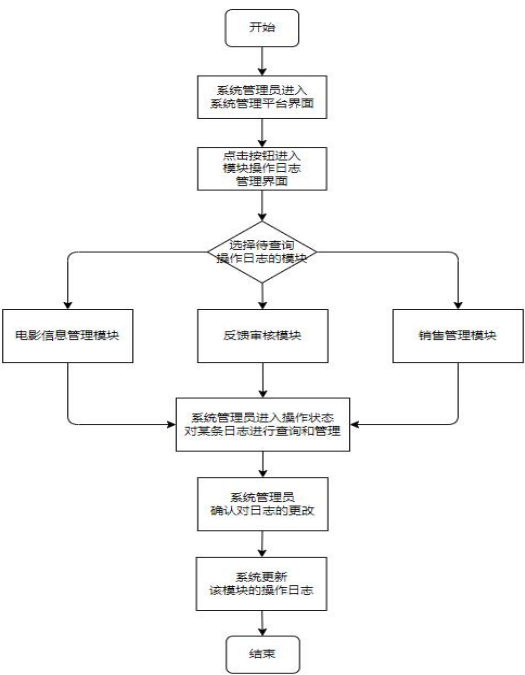 开始
系统管理员进入
系统管理平台界面
点击按钮进入
模块操作日志
管理界面
选择待查询
操作日志的模块
电影信息管理模块
反馈审核模块
销售管理模块
系统管理员进入操作状态
对某条日志进行查询和管理
系统管理员
确认对日志的更改
系统更新
该模块的操作日志
结束